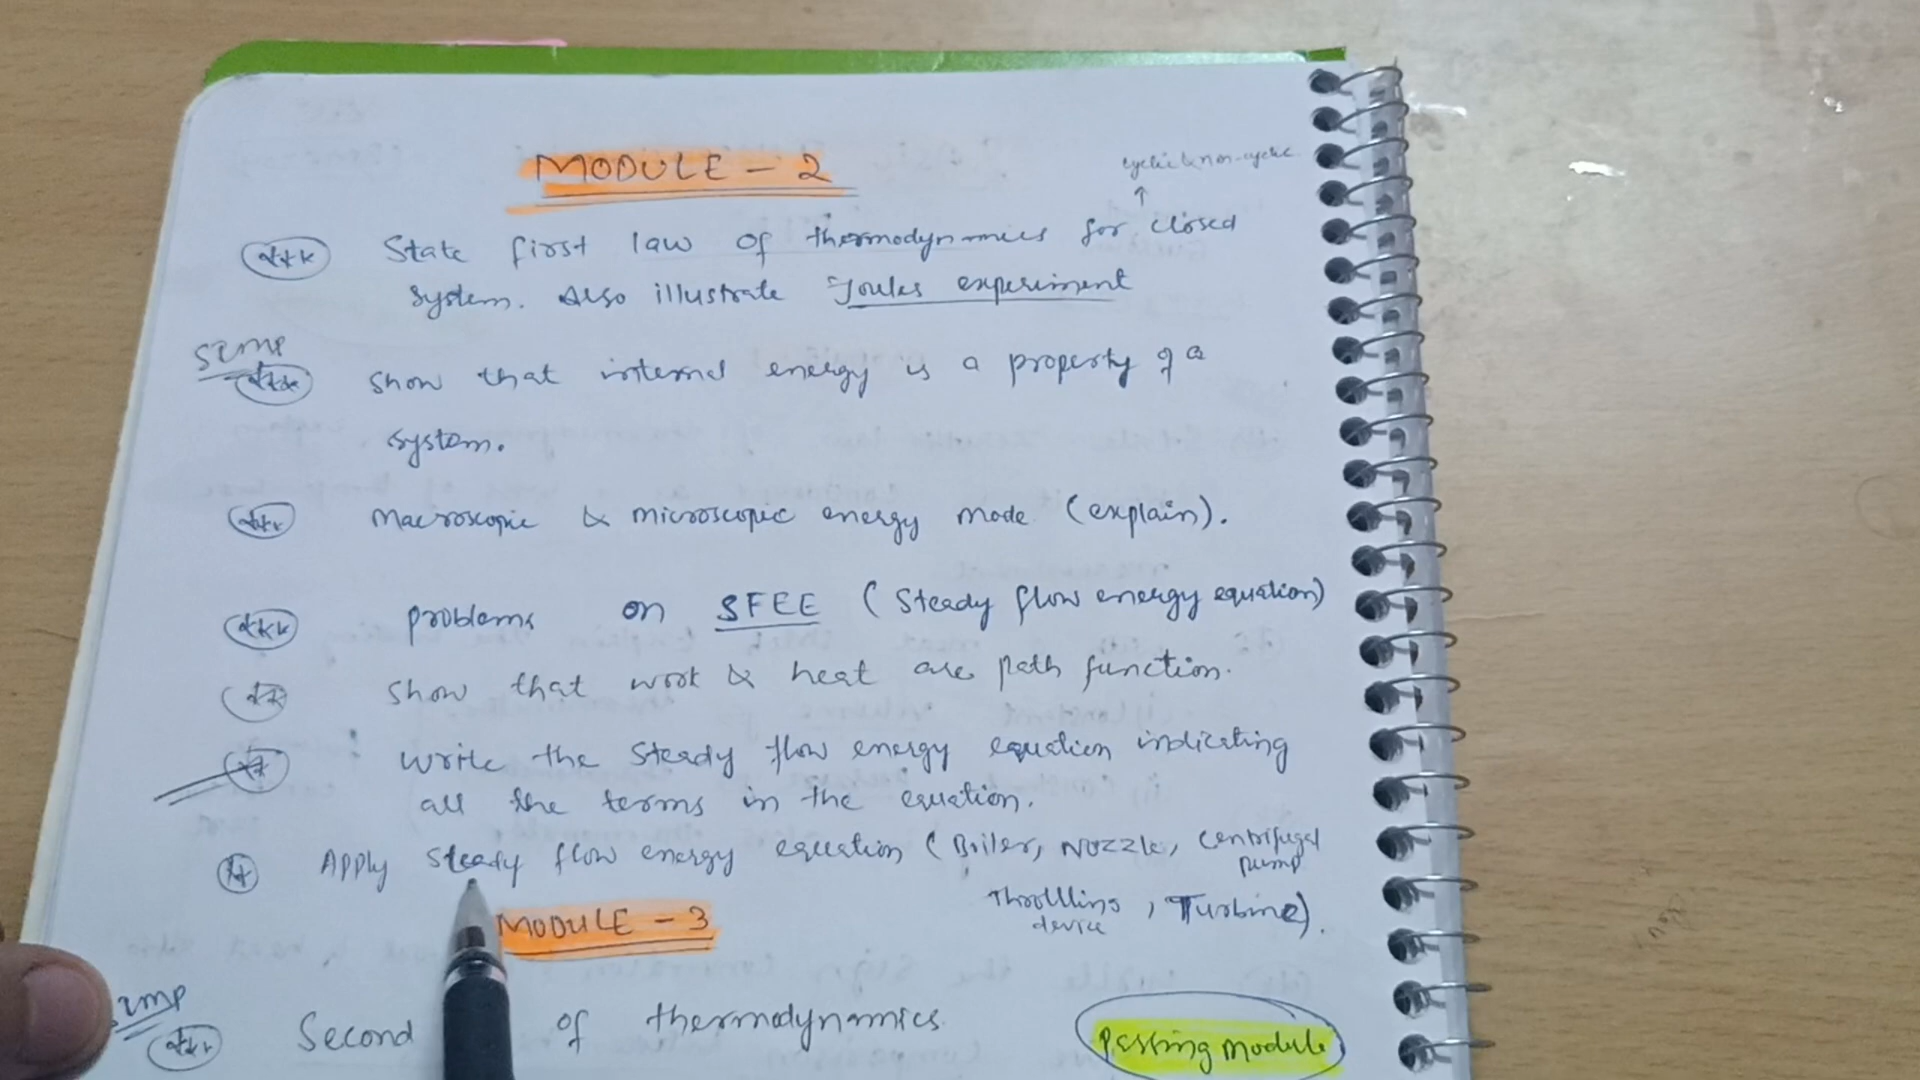 MODULE - 2
cyclic & non-cyclic
↑
*** State first law of thermodynamics for closed
system. Also illustrate Joules experiment
SIMP
*** show that internal energy is a property of a
system.
*** Macroscopic & microscopic energy mode (explain).
*** problems on SFEE (Steady flow energy equation)
** show that work & heat are path function.
** write the Steady flow energy equation indicating
all the terms in the equation.
* Apply steady flow energy equation (Boiler, Nozzle, Centrifugal
pump
Throttling
device , Turbine).
MODULE - 3
imp
*** Second of thermodynamics
Passing module